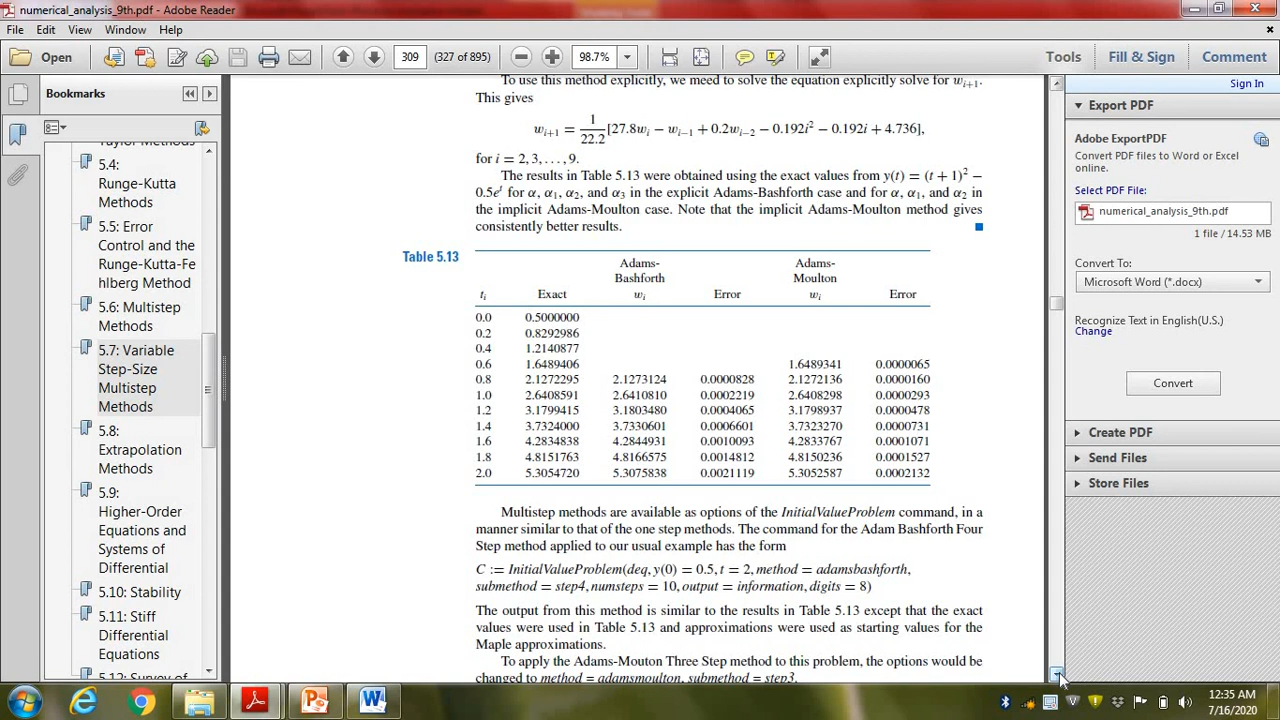 numerical_analysis_9th.pdf - Adobe Reader
File Edit View Window Help
Open 309 (327 of 895) 98.7% Tools Fill & Sign Comment
Bookmarks
5.4:
Runge-Kutta
Methods
5.5: Error
Control and the
Runge-Kutta-Fe
hlberg Method
5.6: Multistep
Methods
5.7: Variable
Step-Size
Multistep
Methods
5.8:
Extrapolation
Methods
5.9:
Higher-Order
Equations and
Systems of
Differential
5.10: Stability
5.11: Stiff
Differential
Equations
5.12: Survey of
To use this method explicitly, we need to solve the equation explicitly solve for w_{i+1}.
This gives
w_{i+1} = 1/22.2 [27.8w_i − w_{i−1} + 0.2w_{i−2} − 0.192i² − 0.192i + 4.736],
for i = 2, 3, . . . , 9.
The results in Table 5.13 were obtained using the exact values from y(t) = (t + 1)² −
0.5eᵗ for α, α₁, α₂, and α₃ in the explicit Adams-Bashforth case and for α, α₁, and α₂ in
the implicit Adams-Moulton case. Note that the implicit Adams-Moulton method gives
consistently better results.
Table 5.13
Adams- Adams-
Bashforth Moulton
t_i Exact w_i Error w_i Error
0.0 0.5000000
0.2 0.8292986
0.4 1.2140877
0.6 1.6489406 1.6489341 0.0000065
0.8 2.1272295 2.1273124 0.0000828 2.1272136 0.0000160
1.0 2.6408591 2.6410810 0.0002219 2.6408298 0.0000293
1.2 3.1799415 3.1803480 0.0004065 3.1798937 0.0000478
1.4 3.7324000 3.7330601 0.0006601 3.7323270 0.0000731
1.6 4.2834838 4.2844931 0.0010093 4.2833767 0.0001071
1.8 4.8151763 4.8166575 0.0014812 4.8150236 0.0001527
2.0 5.3054720 5.3075838 0.0021119 5.3052587 0.0002132
Multistep methods are available as options of the InitialValueProblem command, in a
manner similar to that of the one step methods. The command for the Adam Bashforth Four
Step method applied to our usual example has the form
C := InitialValueProblem(deq, y(0) = 0.5, t = 2, method = adamsbashforth,
submethod = step4, numsteps = 10, output = information, digits = 8)
The output from this method is similar to the results in Table 5.13 except that the exact
values were used in Table 5.13 and approximations were used as starting values for the
Maple approximations.
To apply the Adams-Mouton Three Step method to this problem, the options would be
changed to method = adamsmoulton, submethod = step3.
Sign In
Export PDF
Adobe ExportPDF
Convert PDF files to Word or Excel
online.
Select PDF File:
numerical_analysis_9th.pdf
1 file / 14.53 MB
Convert To:
Microsoft Word (*.docx)
Recognize Text in English(U.S.)
Change
Convert
Create PDF
Send Files
Store Files
12:35 AM
7/16/2020